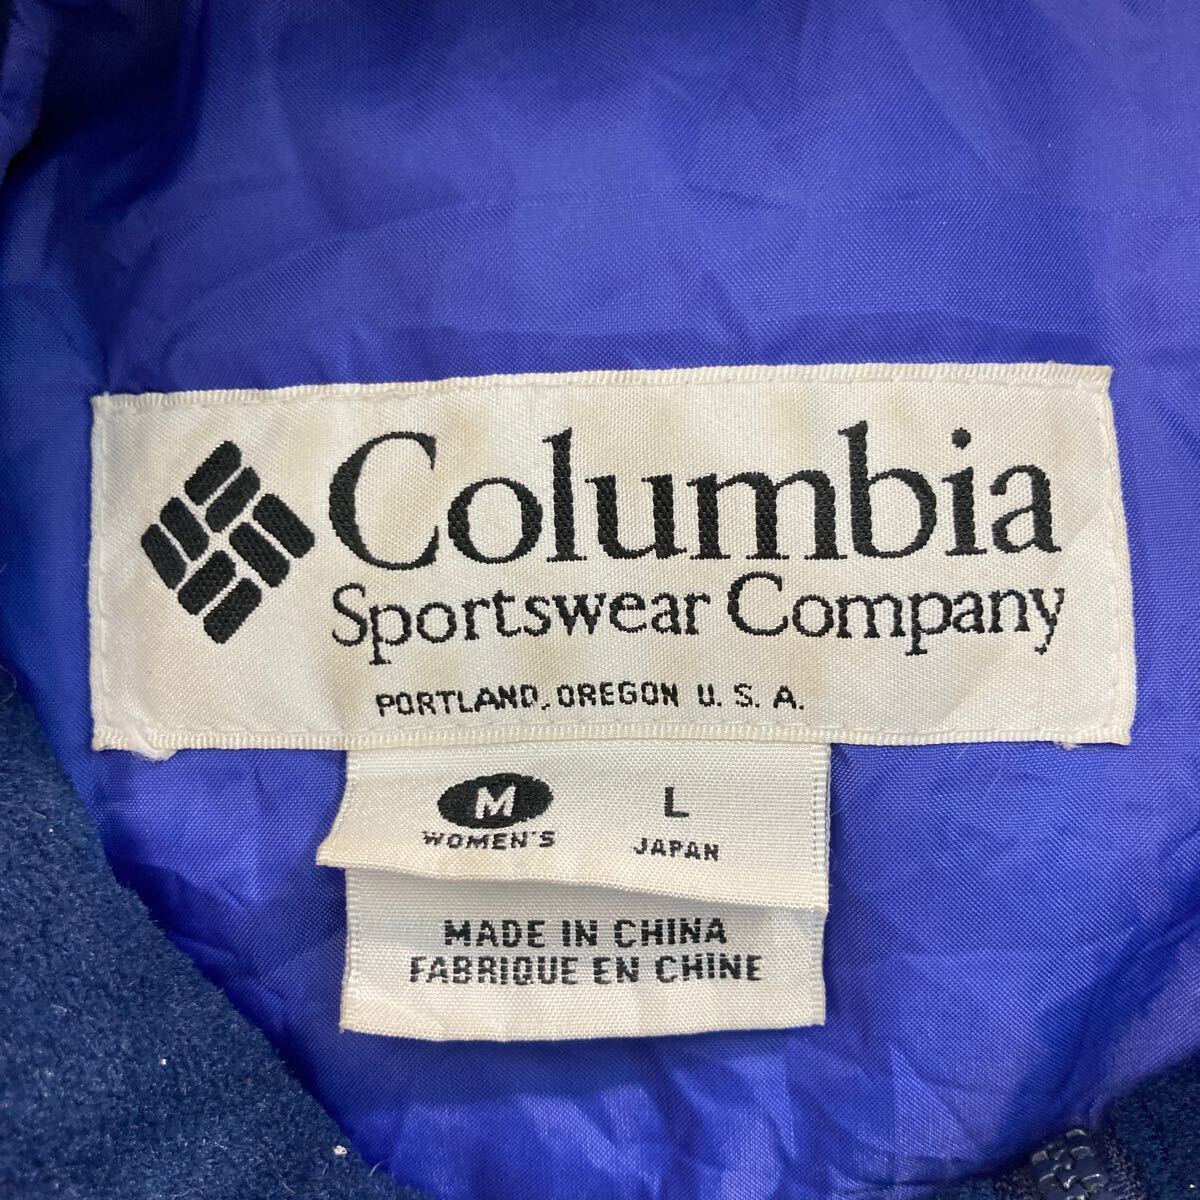 Columbia
Sportswear Company
PORTLAND, OREGON U.S.A.
M L
WOMEN'S JAPAN
MADE IN CHINA
FABRIQUE EN CHINE